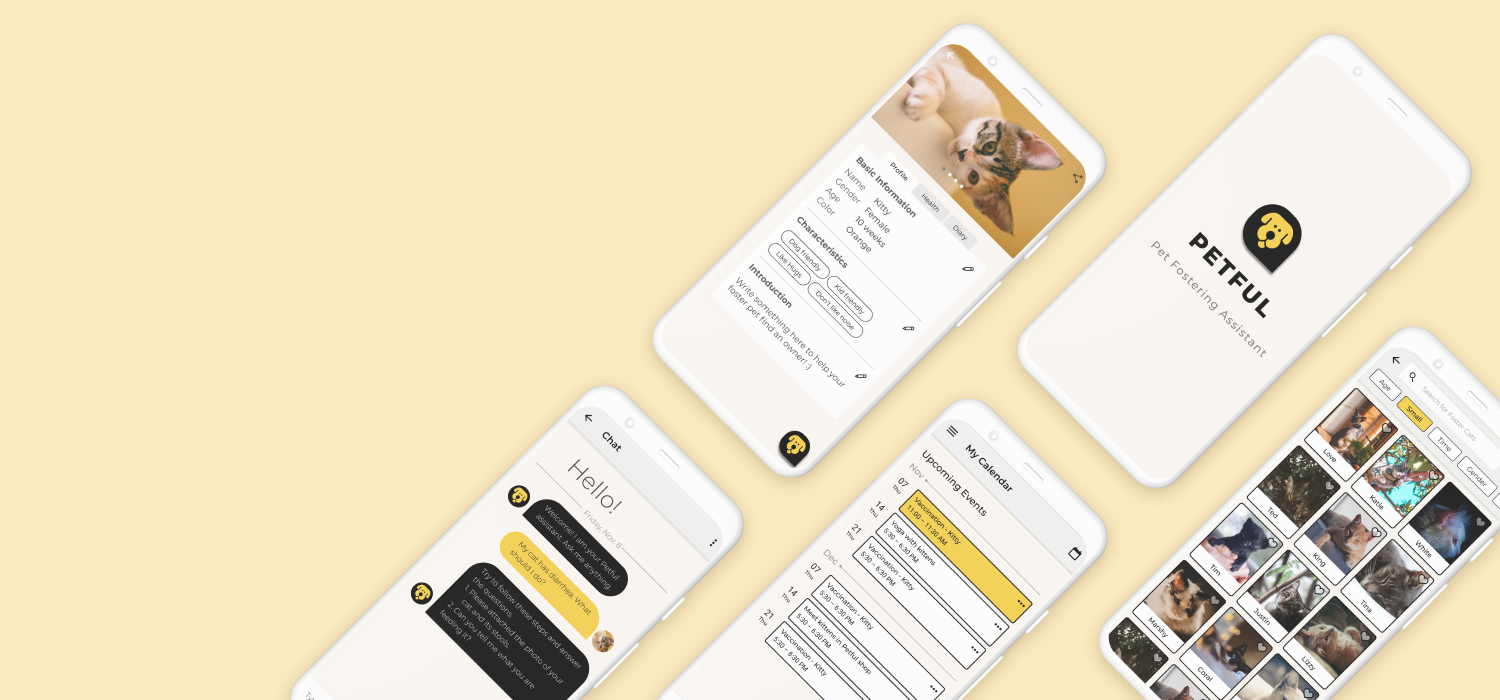 Profile
Health
Diary
Basic Information
Name Kitty
Gender Female
Age 10 weeks
Color Orange
Characteristics
Dog friendly
Kid friendly
Like Hugs
Don't like noise
Introduction
Write something here to help your
foster pet find an owner! :)
PETFUL
Pet Fostering Assistant
Chat
Hello!
Friday, Nov 8
Welcome! I am your Petful
assistant. Ask me anything.
My cat has diarrhea. What
should I do?
Try to follow these steps and answer
the questions.
1. Please attached the photo of your
cat and its stools.
2. Can you tell me what you are
feeding it?
My Calendar
Upcoming Events
Nov
07
Thu
Vaccination - Kitty
11:00 – 11:30 AM
14
Thu
Yoga with kittens
5:30 – 6:30 PM
21
Thu
Vaccination - Kitty
5:30 – 6:30 PM
Dec
07
Thu
Vaccination - Kitty
5:30 – 6:30 PM
14
Thu
Meet kittens in Petful shop
5:30 – 6:30 PM
21
Thu
Vaccination - Kitty
5:30 – 6:30 PM
Search for Foster Cats
Age
Small
Time
Gender
Love
Katie
White
Ted
King
Tina
Tim
Justin
Lizzy
Marshy
Coral